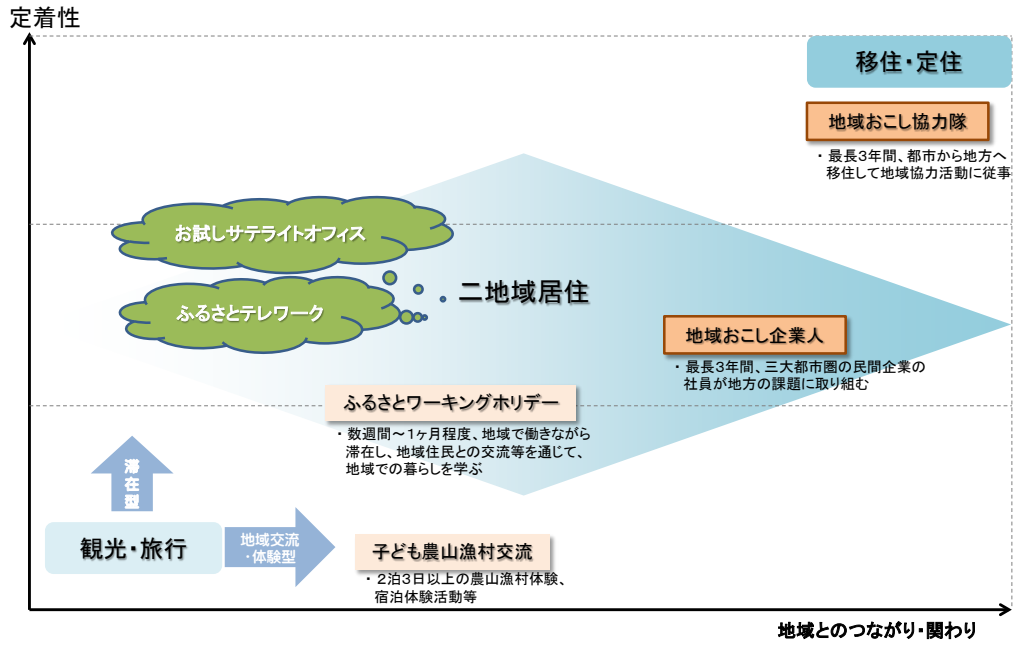 定着性
移住・定住
地域おこし協力隊
・最長3年間、都市から地方へ
移住して地域協力活動に従事
お試しサテライトオフィス
二地域居住
ふるさとテレワーク
地域おこし企業人
・最長3年間、三大都市圏の民間企業の
社員が地方の課題に取り組む
ふるさとワーキングホリデー
・数週間～1ヶ月程度、地域で働きながら
滞在し、地域住民との交流等を通じて、
地域での暮らしを学ぶ
滞在型
観光・旅行
地域交流
・体験型
子ども農山漁村交流
・2泊3日以上の農山漁村体験、
宿泊体験活動等
地域とのつながり・関わり